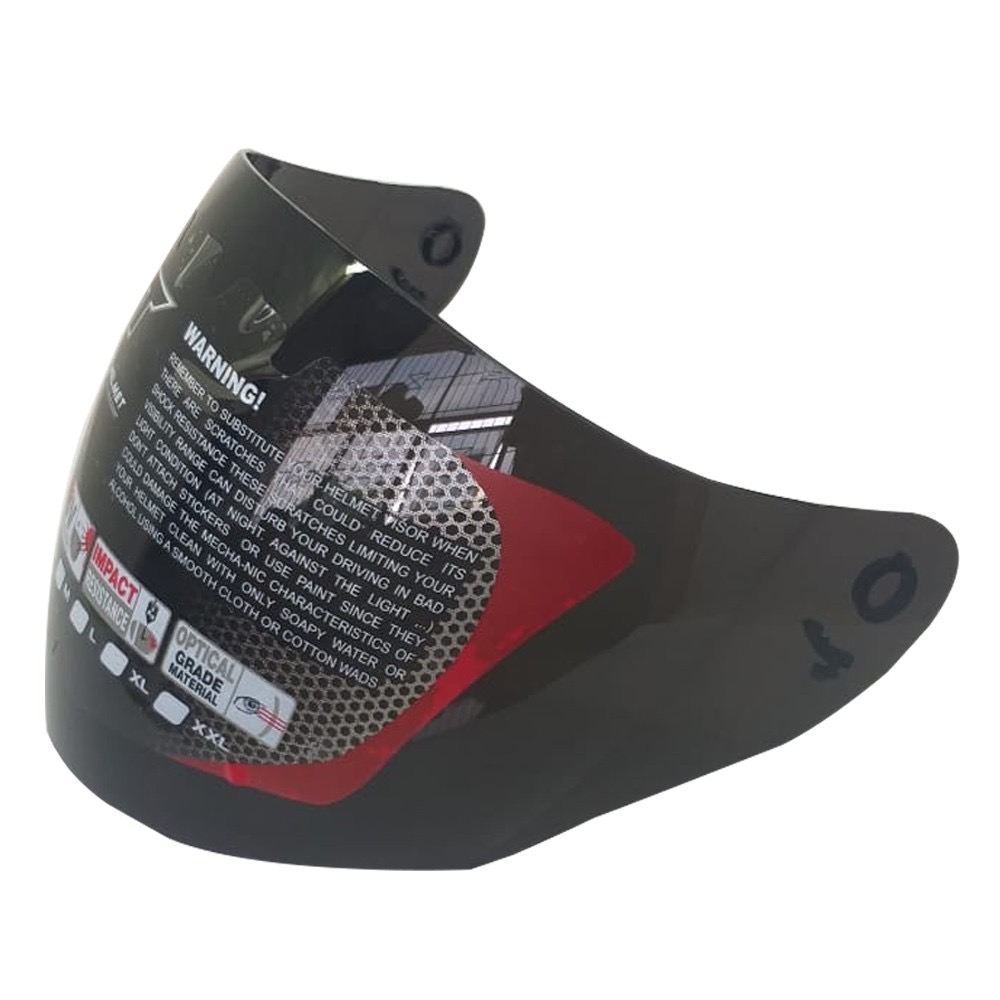 WARNING!
REMEMBER TO SUBSTITUTE YOUR HELMET VISOR WHEN
THERE ARE SCRATCHES THAT COULD REDUCE ITS
SHOCK RESISTANCE THESE SCRATCHES LIMITING YOUR
VISIBILITY RANGE CAN DISTURB YOUR DRIVING IN BAD
LIGHT CONDITION (AT NIGHT AGAINST THE LIGHT ...)
DON'T ATTACH STICKERS OR USE PAINT SINCE THEY
COULD DAMAGE THE MECHA-NIC CHARACTERISTICS OF
YOUR HELMET CLEAN WITH ONLY SOAPY WATER OR
ALCOHOL USING A SMOOTH CLOTH OR COTTON WADS
IMPACT
RESISTANCE
OPTICAL
GRADE
MATERIAL
M
L
XL
XXL